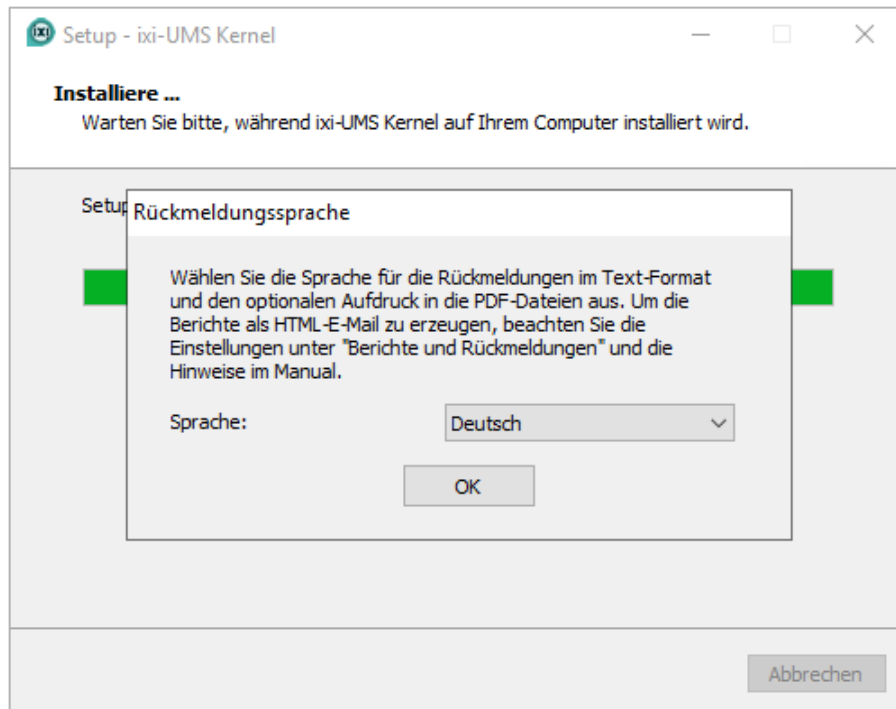 Setup - ixi-UMS Kernel
Installiere ...
Warten Sie bitte, während ixi-UMS Kernel auf Ihrem Computer installiert wird.
Setup
Rückmeldungssprache
Wählen Sie die Sprache für die Rückmeldungen im Text-Format
und den optionalen Aufdruck in die PDF-Dateien aus. Um die
Berichte als HTML-E-Mail zu erzeugen, beachten Sie die
Einstellungen unter "Berichte und Rückmeldungen" und die
Hinweise im Manual.
Sprache: Deutsch
OK
Abbrechen